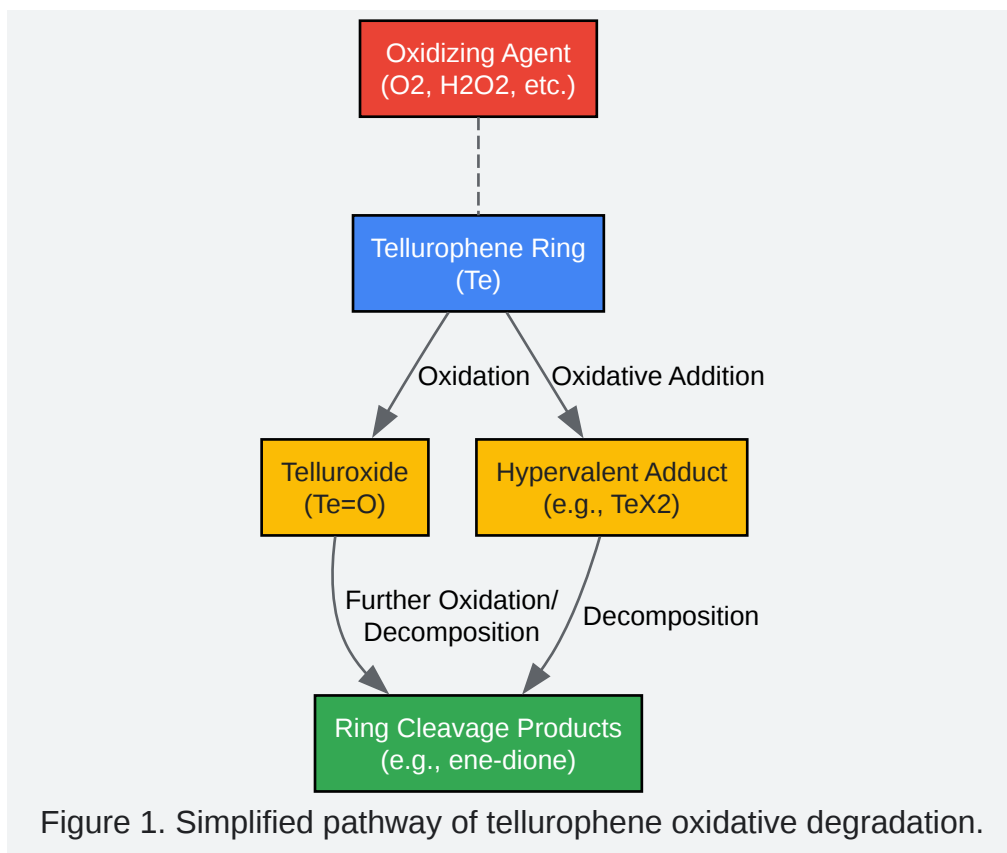 Oxidizing Agent
(O2, H2O2, etc.)
Tellurophene Ring
(Te)
Oxidation
Oxidative Addition
Telluroxide
(Te=O)
Hypervalent Adduct
(e.g., TeX2)
Further Oxidation/
Decomposition
Decomposition
Ring Cleavage Products
(e.g., ene-dione)
Figure 1. Simplified pathway of tellurophene oxidative degradation.